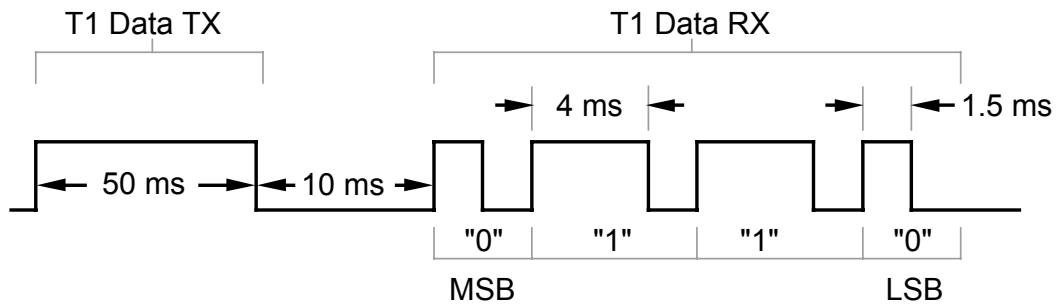 T1 Data TX
T1 Data RX
4 ms
1.5 ms
50 ms
10 ms
"0"
"1"
"1"
"0"
MSB
LSB